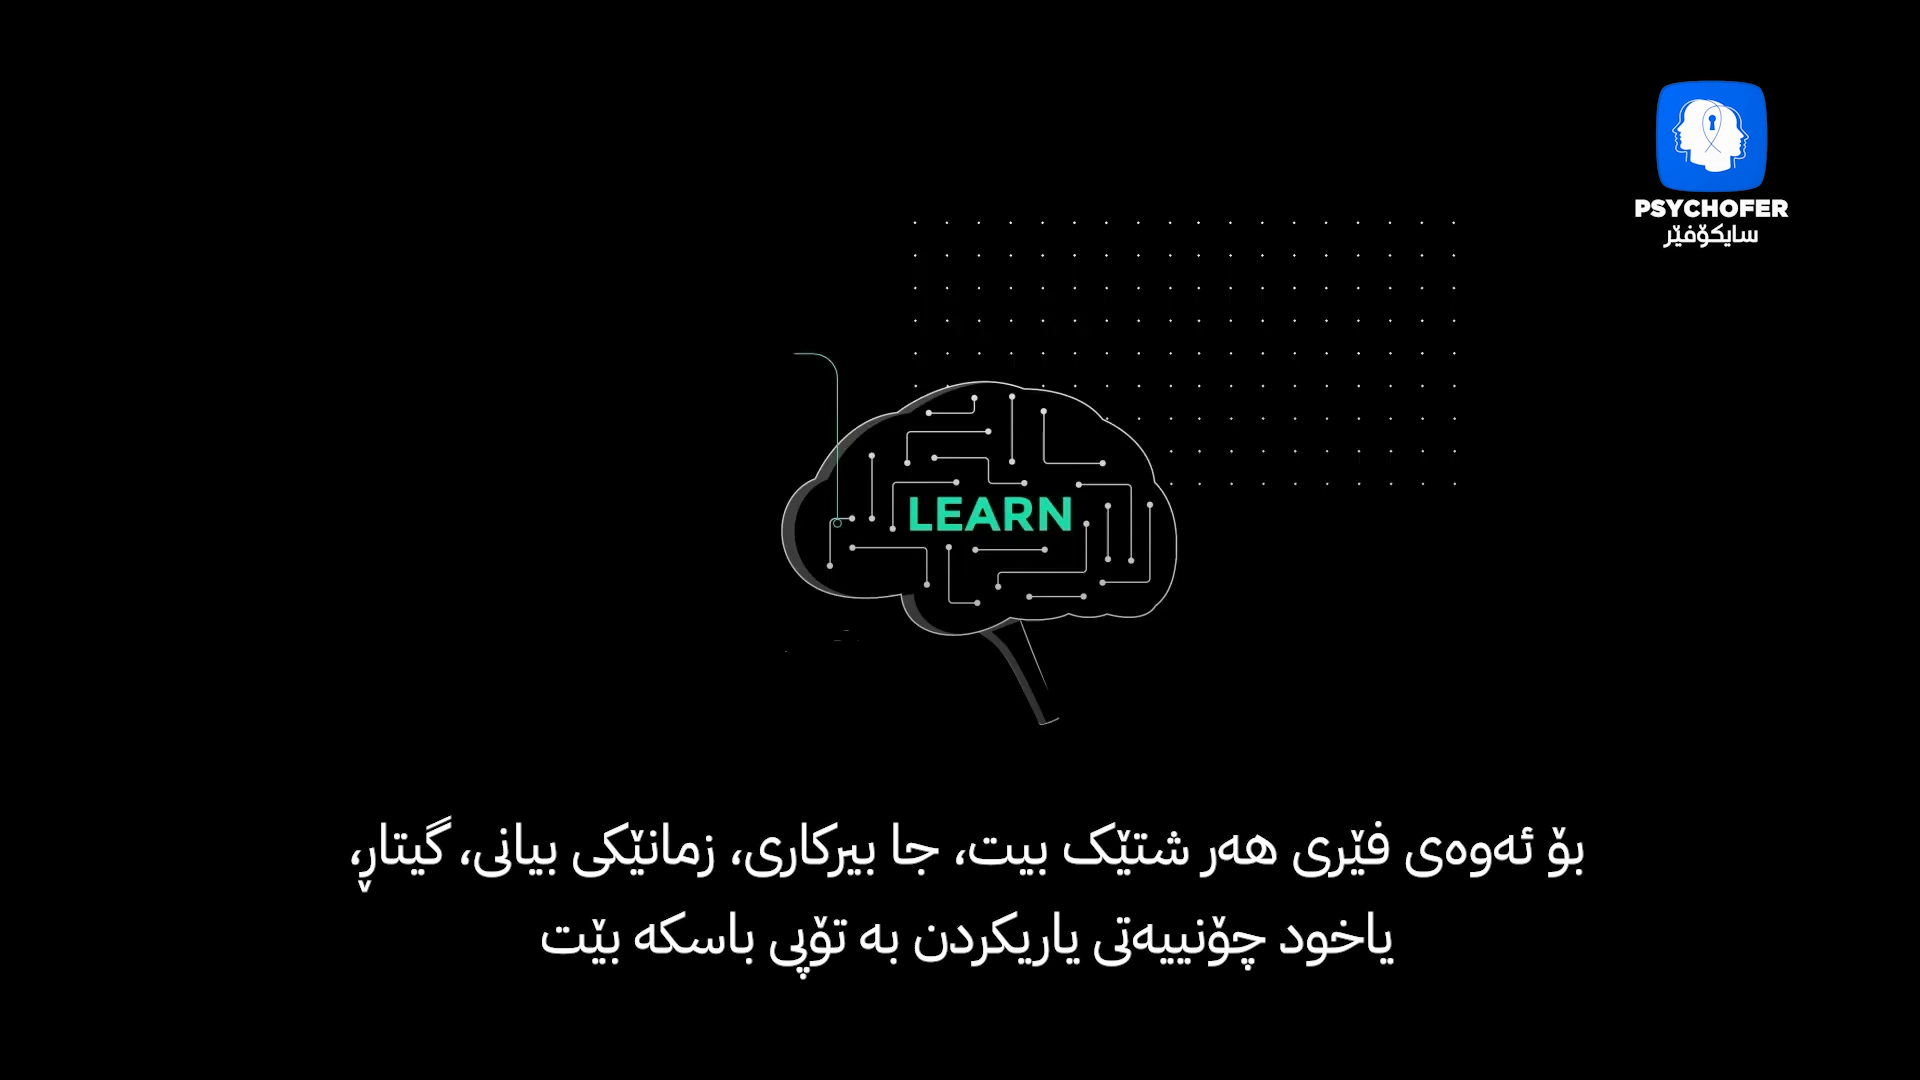 PSYCHOFER
سایکۆفێر
LEARN
بۆ ئەوەی فێری هەر شتێک بیت، جا بیرکاری، زمانێکی بیانی، گیتاڕ،
یاخود چۆنییەتی یاریکردن بە تۆپی باسکە بێت